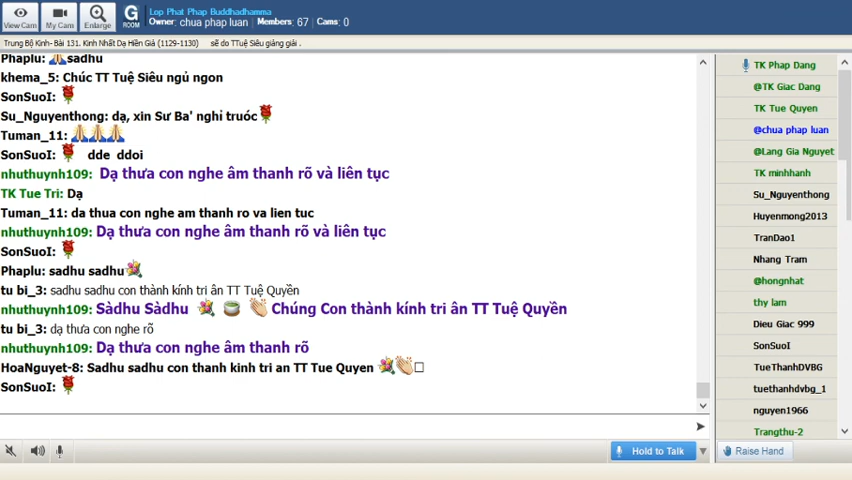 View Cam
My Cam
Enlarge
G
ROOM
Lop Phat Phap Buddhadhamma
Owner: chua phap luan Members: 67 Cams: 0
Trung Bộ Kinh- Bài 131. Kinh Nhất Dạ Hiền Giả (1129-1130) sẽ do TTuệ Siêu giảng giải .
Phaplu: sadhu
khema_5: Chúc TT Tuệ Siêu ngủ ngon
SonSuoI:
Su_Nguyenthong: dạ, xin Sư Ba' nghỉ truóc
Tuman_11:
SonSuoI: dde ddoi
nhuthuynh109: Dạ thưa con nghe âm thanh rõ và liên tục
TK Tue Tri: Dạ
Tuman_11: da thua con nghe am thanh ro va lien tuc
nhuthuynh109: Dạ thưa con nghe âm thanh rõ và liên tục
SonSuoI:
Phaplu: sadhu sadhu
tu bi_3: sadhu sadhu con thành kính tri ân TT Tuệ Quyền
nhuthuynh109: Sàdhu Sàdhu Chúng Con thành kính tri ân TT Tuệ Quyền
tu bi_3: dạ thưa con nghe rõ
nhuthuynh109: Dạ thưa con nghe âm thanh rõ
HoaNguyet-8: Sadhu sadhu con thanh kinh tri an TT Tue Quyen
SonSuoI:
Hold to Talk
TK Phap Dang
@TK Giac Dang
TK Tue Quyen
@chua phap luan
@Lang Gia Nguyet
TK minhhanh
Su_Nguyenthong
Huyenmong2013
TranDao1
Nhang Tram
@hongnhat
thy lam
Dieu Giac 999
SonSuoI
TueThanhDVBG
tuethanhdvbg_1
nguyen1966
Trangthu-2
Raise Hand